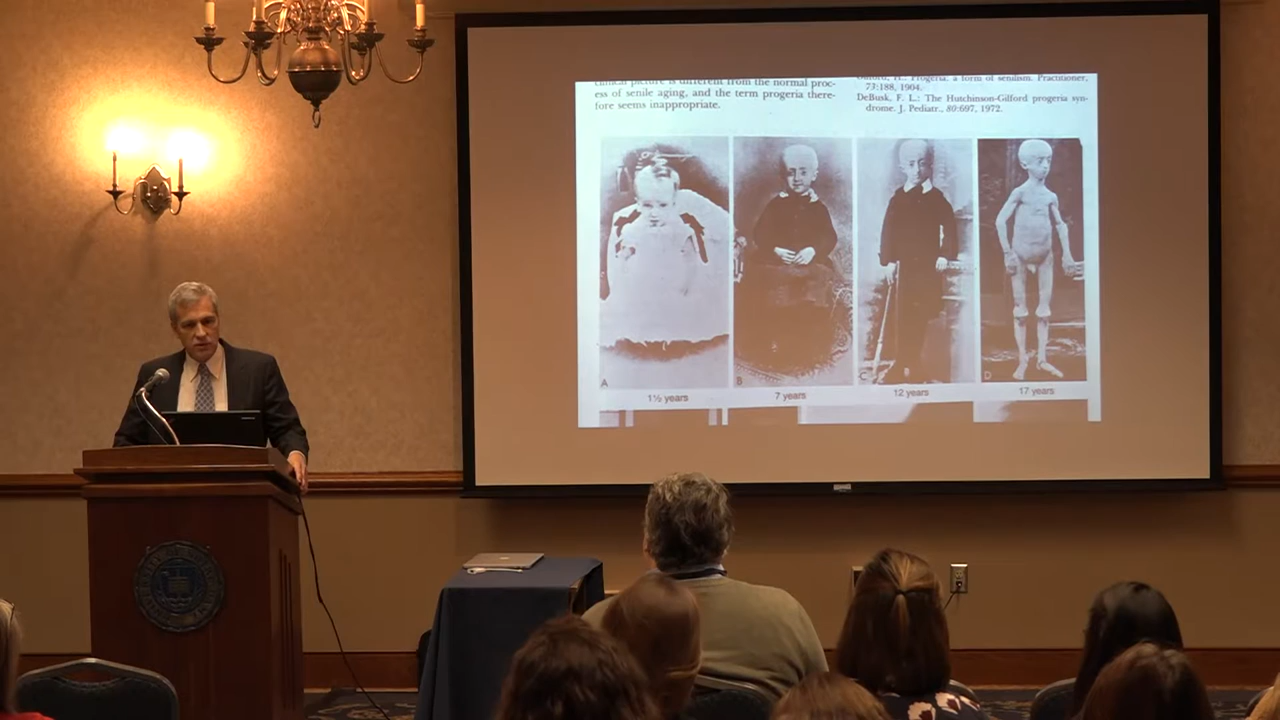 clinical picture is different from the normal proc-
ess of senile aging, and the term progeria there-
fore seems inappropriate.
Gilford, H.: Progeria: a form of senilism. Practitioner,
73:188, 1904.
DeBusk, F. L.: The Hutchinson-Gilford progeria syn-
drome. J. Pediatr., 80:697, 1972.
A
B
C
D
1½ years
7 years
12 years
17 years